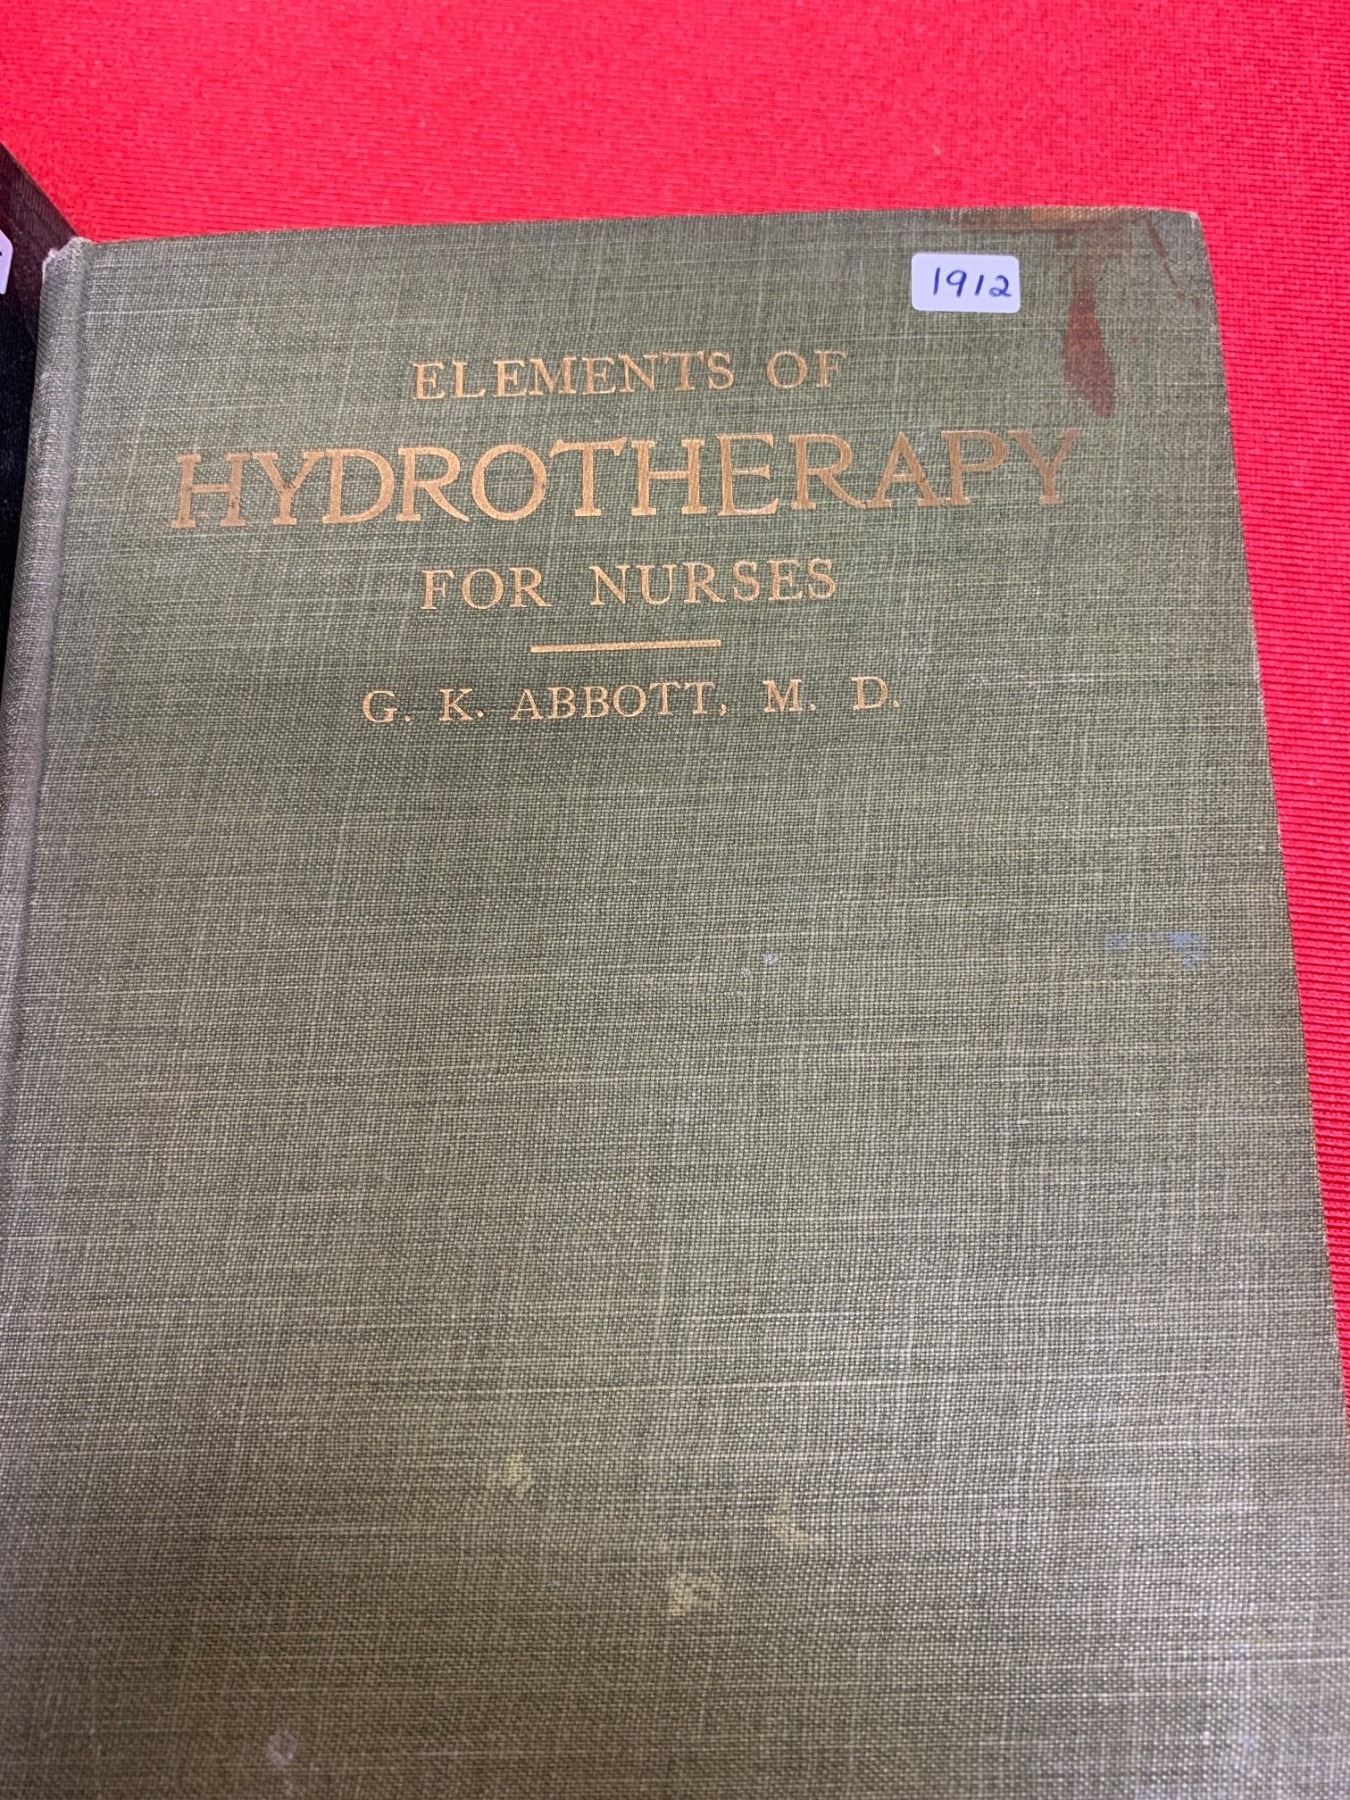 1912
ELEMENTS OF
HYDROTHERAPY
FOR NURSES
G. K. ABBOTT, M. D.